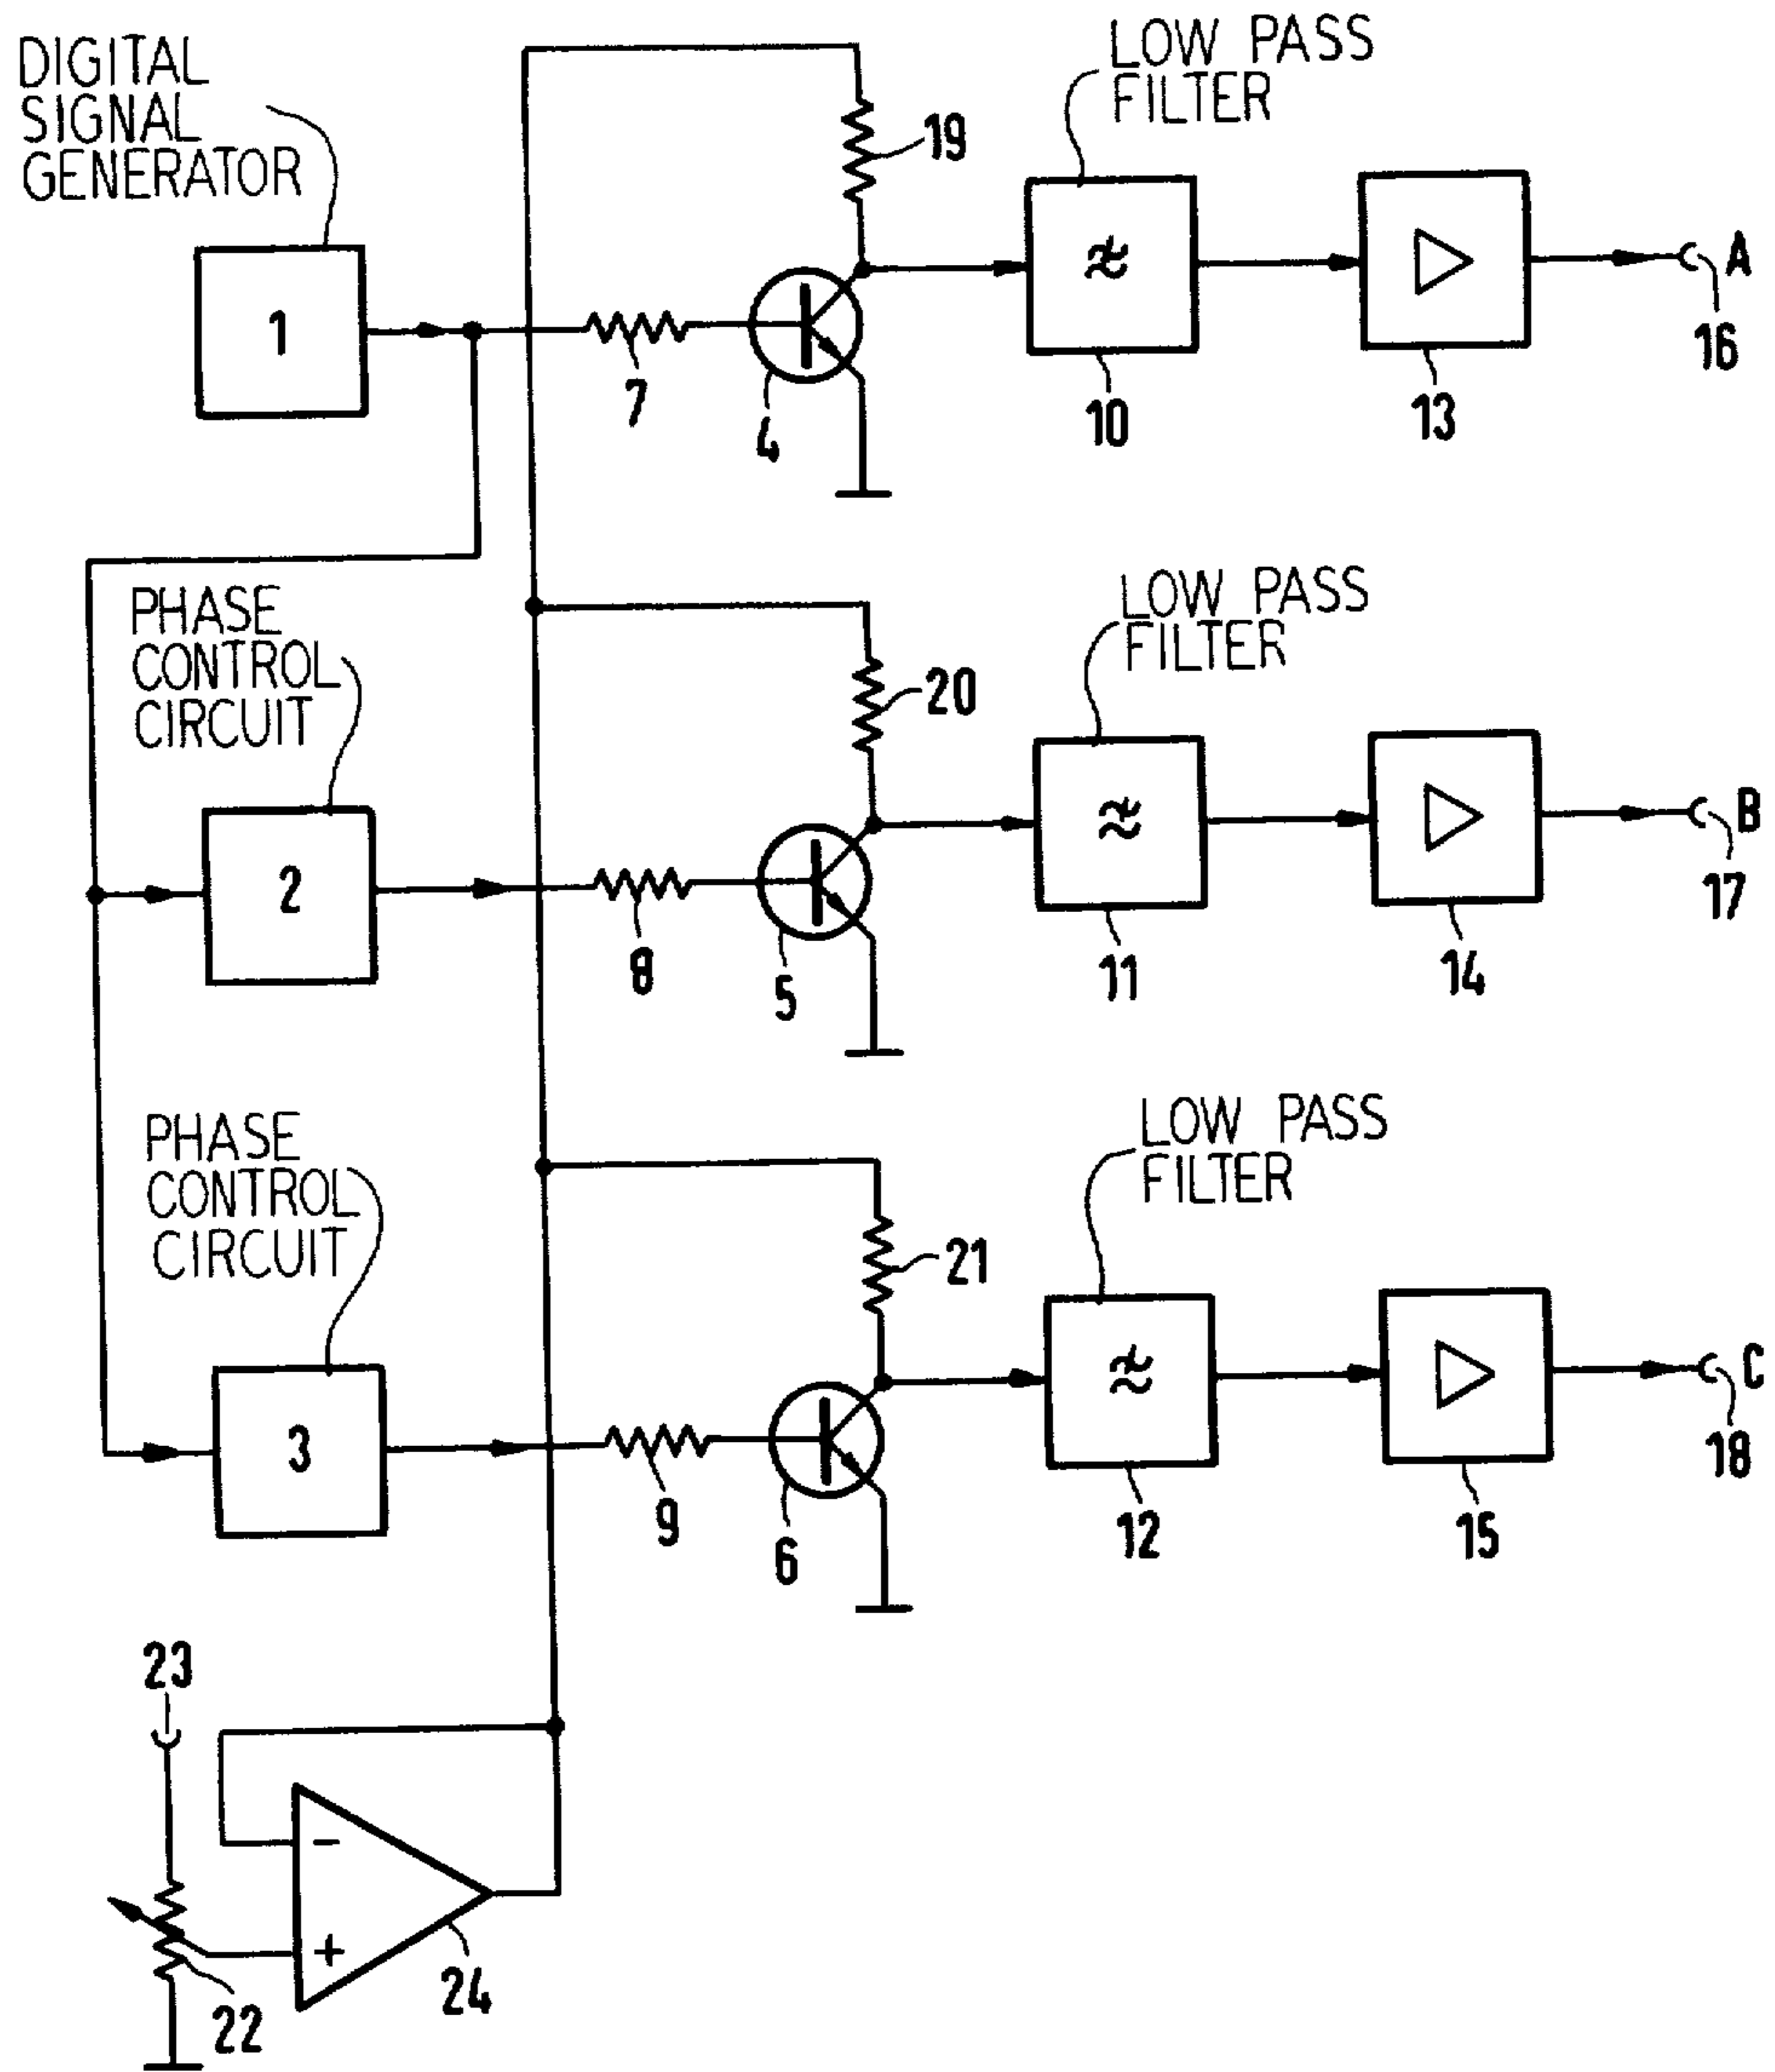 DIGITAL
SIGNAL
GENERATOR
LOW PASS
FILTER
19
1
7
4
10
13
A
16
PHASE
CONTROL
CIRCUIT
LOW PASS
FILTER
20
2
8
5
11
14
B
17
PHASE
CONTROL
CIRCUIT
LOW PASS
FILTER
21
3
9
6
12
15
C
18
23
-
+
22
24